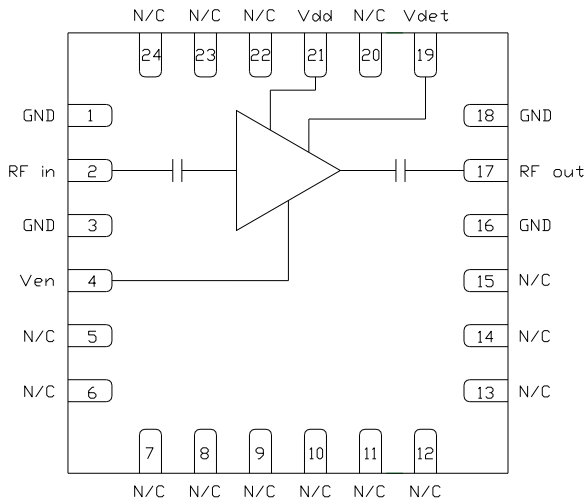 N/C N/C N/C Vdd N/C Vdet
24 23 22 21 20 19
GND 1 18 GND
RF in 2 17 RF out
GND 3 16 GND
Ven 4 15 N/C
N/C 5 14 N/C
N/C 6 13 N/C
7 8 9 10 11 12
N/C N/C N/C N/C N/C N/C